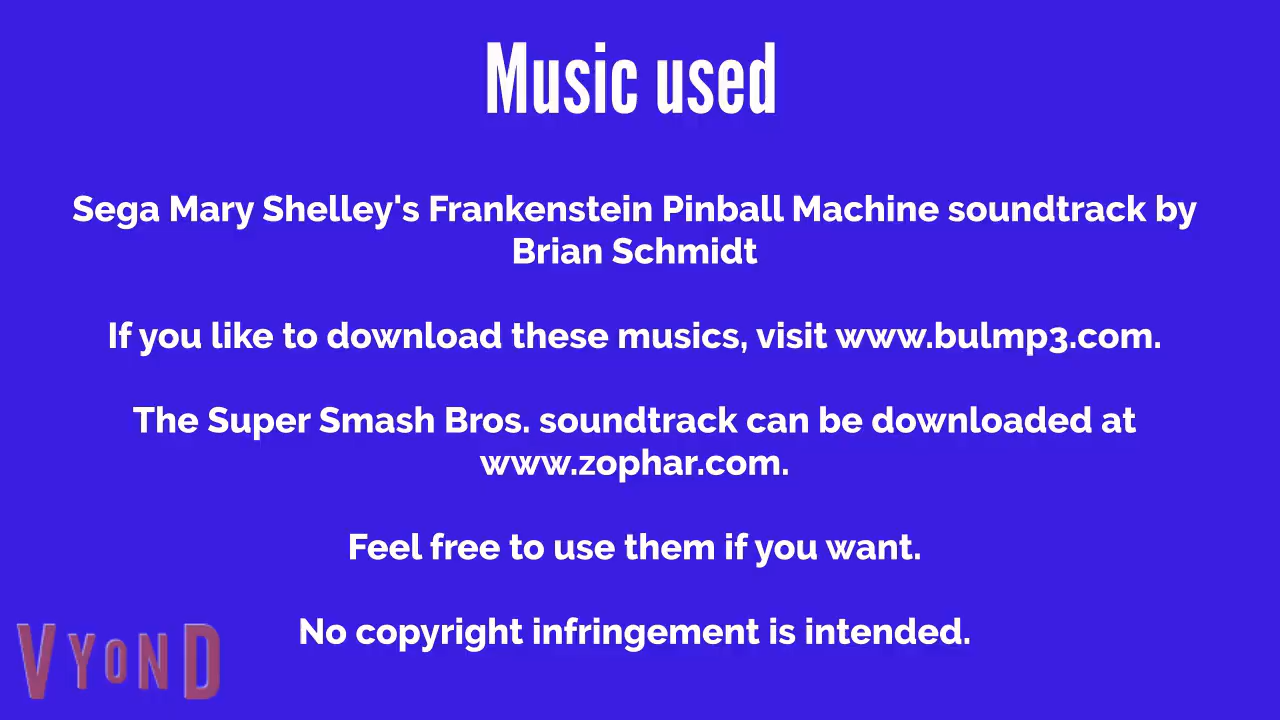 Music used
Sega Mary Shelley's Frankenstein Pinball Machine soundtrack by
Brian Schmidt
If you like to download these musics, visit www.bulmp3.com.
The Super Smash Bros. soundtrack can be downloaded at
www.zophar.com.
Feel free to use them if you want.
No copyright infringement is intended.
VYOND